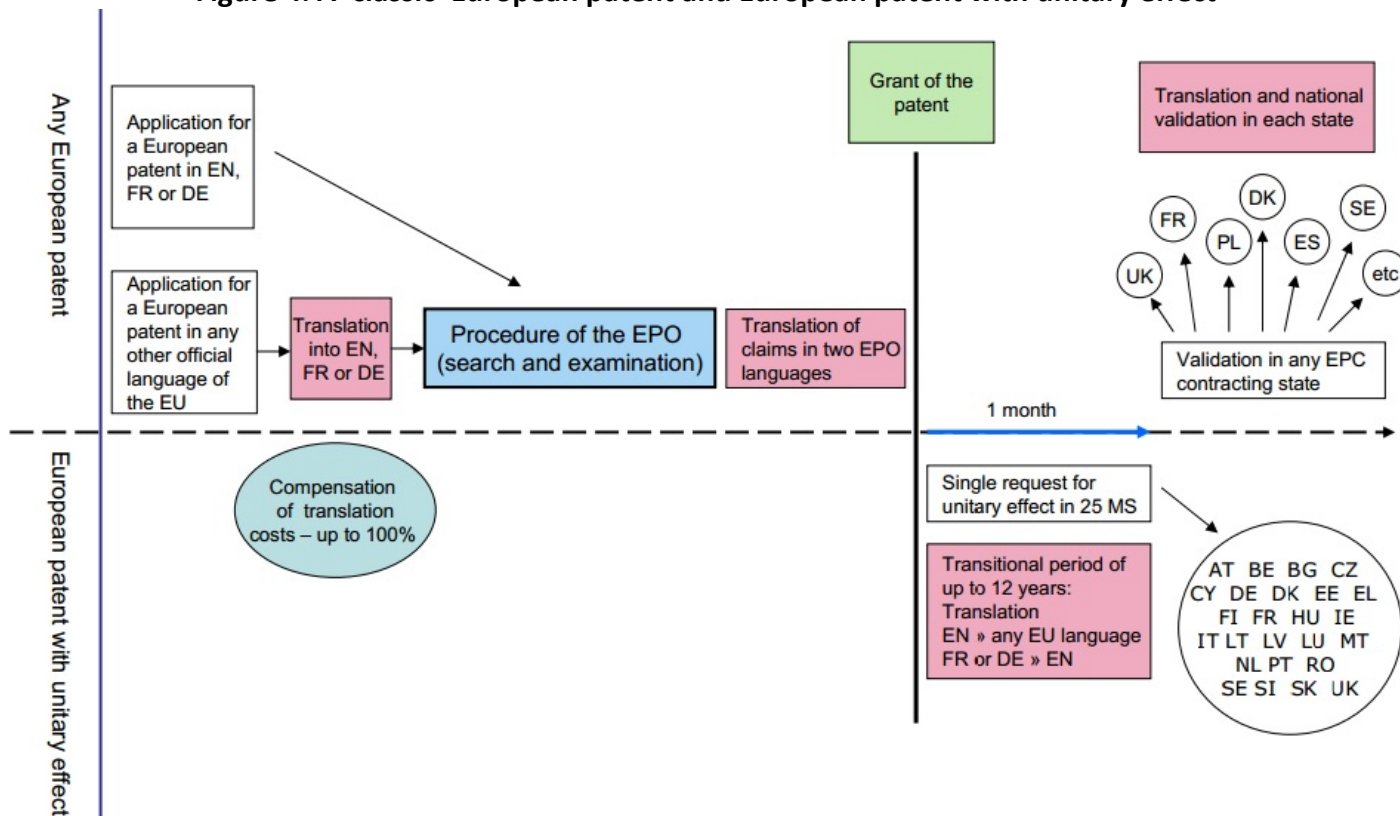 Any European patent
Application for
a European
patent in EN,
FR or DE
Application for
a European
patent in any
other official
language of
the EU
Translation
into EN,
FR or DE
Procedure of the EPO
(search and examination)
Translation of
claims in two EPO
languages
Grant of the
patent
Translation and national
validation in each state
UK
FR
PL
DK
ES
SE
etc
Validation in any EPC
contracting state
1 month
European patent with unitary effect
Compensation
of translation
costs – up to 100%
Single request for
unitary effect in 25 MS
Transitional period of
up to 12 years:
Translation
EN » any EU language
FR or DE » EN
AT BE BG CZ
CY DE DK EE EL
FI FR HU IE
IT LT LV LU MT
NL PT RO
SE SI SK UK